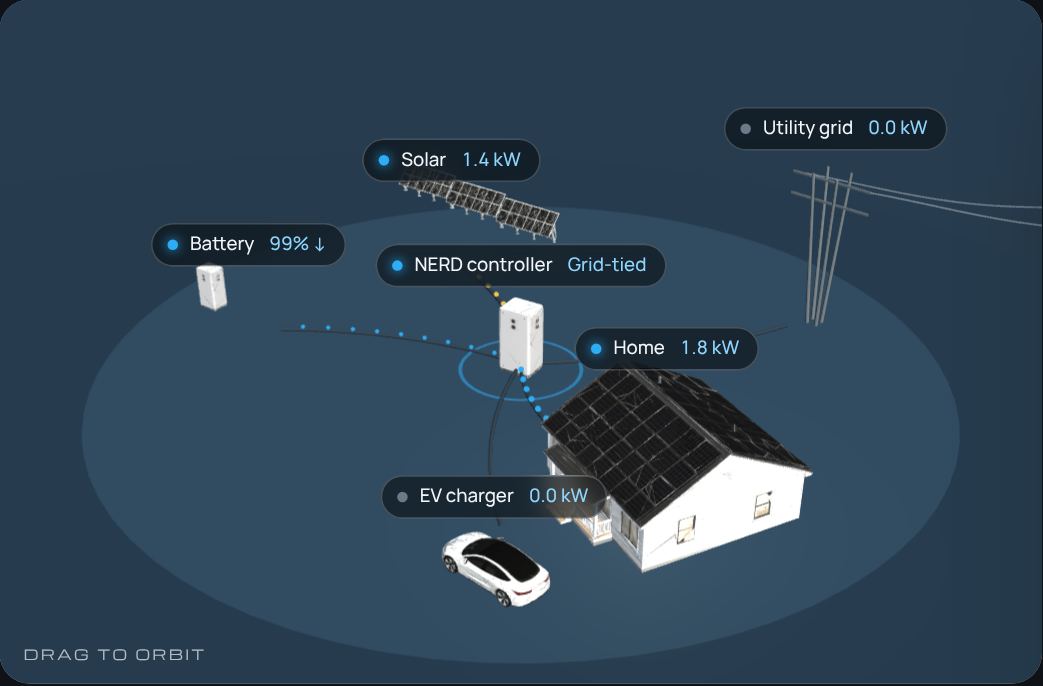 Utility grid 0.0 kW
Solar 1.4 kW
Battery 99% ↓
NERD controller Grid-tied
Home 1.8 kW
EV charger 0.0 kW
DRAG TO ORBIT